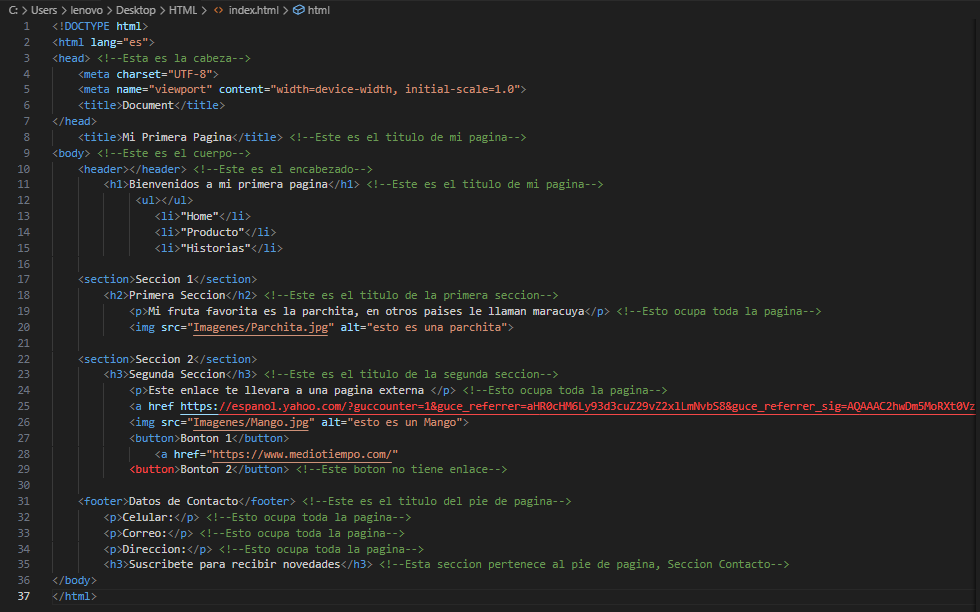 C: > Users > lenovo > Desktop > HTML > <> index.html > html
1 <!DOCTYPE html>
2 <html lang="es">
3 <head> <!--Esta es la cabeza-->
4 <meta charset="UTF-8">
5 <meta name="viewport" content="width=device-width, initial-scale=1.0">
6 <title>Document</title>
7 </head>
8 <title>Mi Primera Pagina</title> <!--Este es el titulo de mi pagina-->
9 <body> <!--Este es el cuerpo-->
10 <header></header> <!--Este es el encabezado-->
11 <h1>Bienvenidos a mi primera pagina</h1> <!--Este es el titulo de mi pagina-->
12 <ul></ul>
13 <li>"Home"</li>
14 <li>"Producto"</li>
15 <li>"Historias"</li>
16
17 <section>Seccion 1</section>
18 <h2>Primera Seccion</h2> <!--Este es el titulo de la primera seccion-->
19 <p>Mi fruta favorita es la parchita, en otros paises le llaman maracuya</p> <!--Esto ocupa toda la pagina-->
20 <img src="Imagenes/Parchita.jpg" alt="esto es una parchita">
21
22 <section>Seccion 2</section>
23 <h3>Segunda Seccion</h3> <!--Este es el titulo de la segunda seccion-->
24 <p>Este enlace te llevara a una pagina externa </p> <!--Esto ocupa toda la pagina-->
25 <a href https://espanol.yahoo.com/?guccounter=1&guce_referrer=aHR0cHM6Ly93d3cuZ29vZ2xlLmNvbS8&guce_referrer_sig=AQAAAC2hwDm5MoRXt0Vz
26 <img src="Imagenes/Mango.jpg" alt="esto es un Mango">
27 <button>Bonton 1</button>
28 <a href="https://www.mediotiempo.com/"
29 <button>Bonton 2</button> <!--Este boton no tiene enlace-->
30
31 <footer>Datos de Contacto</footer> <!--Este es el titulo del pie de pagina-->
32 <p>Celular:</p> <!--Esto ocupa toda la pagina-->
33 <p>Correo:</p> <!--Esto ocupa toda la pagina-->
34 <p>Direccion:</p> <!--Esto ocupa toda la pagina-->
35 <h3>Suscribete para recibir novedades</h3> <!--Esta seccion pertenece al pie de pagina, Seccion Contacto-->
36 </body>
37 </html>